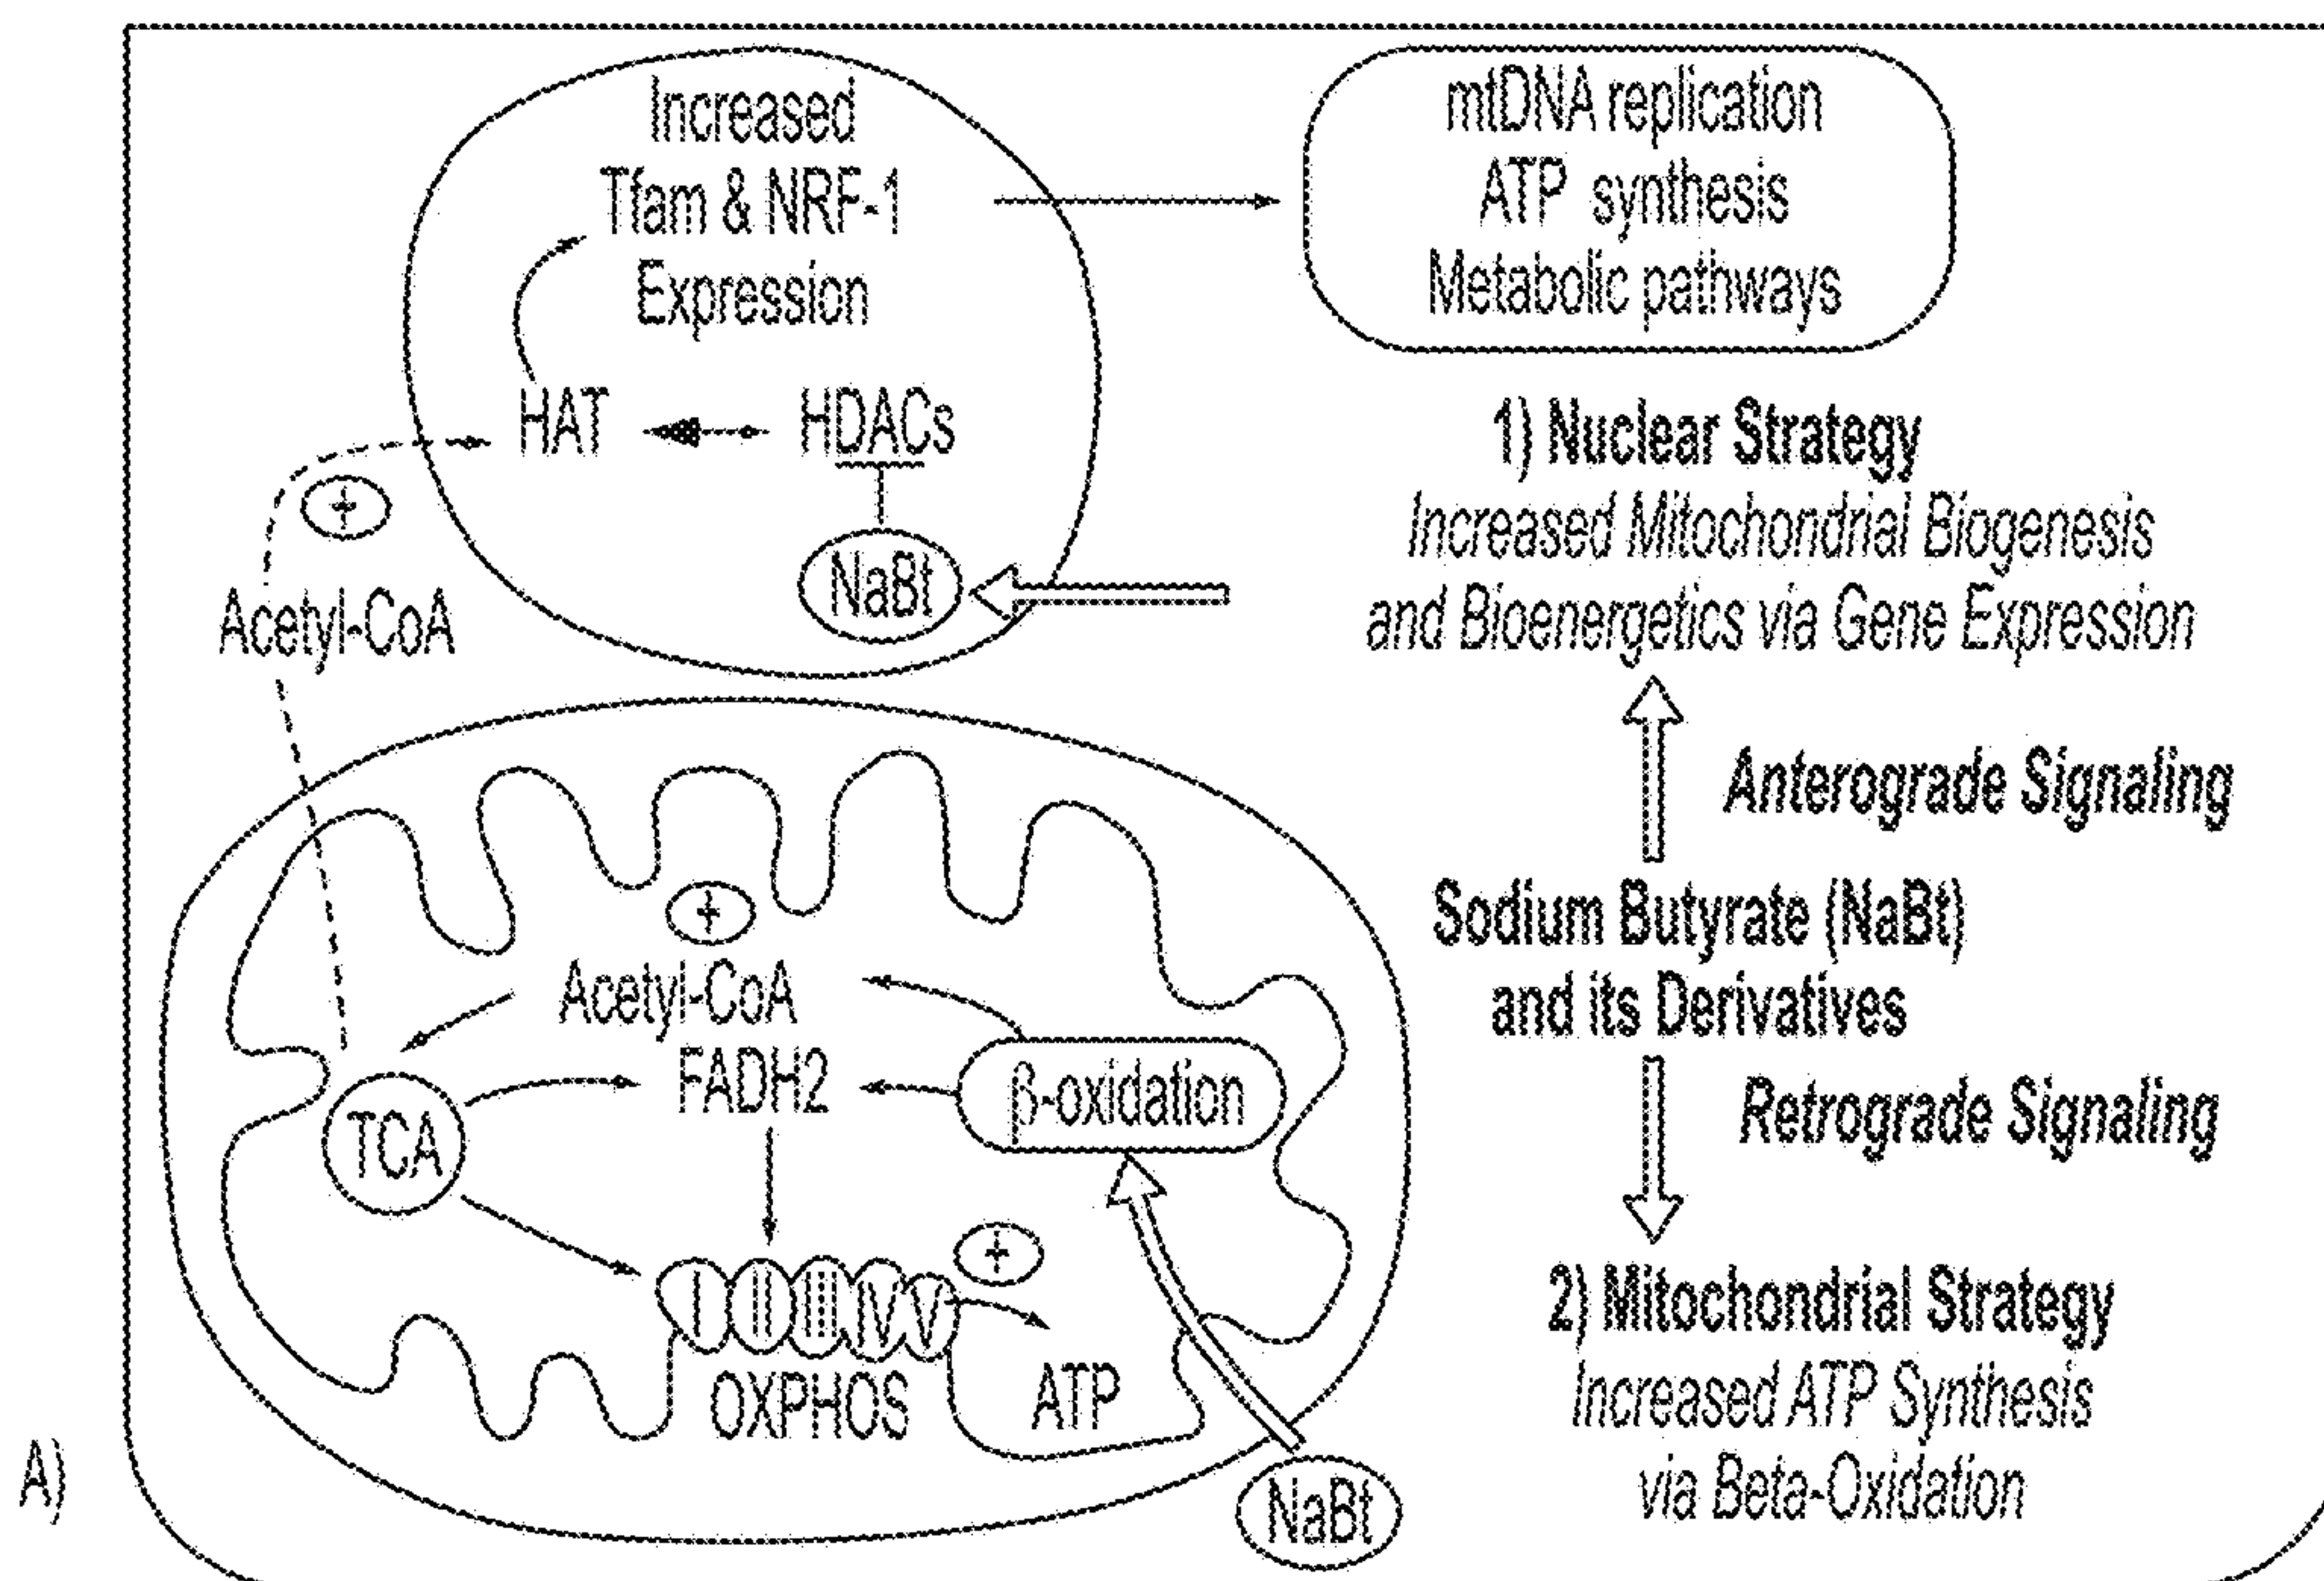 Increased
Tfam & NRF-1
Expression
mtDNA replication
ATP synthesis
Metabolic pathways
HAT
HDACs
+
NaBt
Acetyl-CoA
1) Nuclear Strategy
Increased Mitochondrial Biogenesis
and Bioenergetics via Gene Expression
Anterograde Signaling
Sodium Butyrate (NaBt)
and its Derivatives
Retrograde Signaling
2) Mitochondrial Strategy
Increased ATP Synthesis
via Beta-Oxidation
+
Acetyl-CoA
FADH2
β-oxidation
TCA
+
I II III IV V
OXPHOS
ATP
NaBt
A)